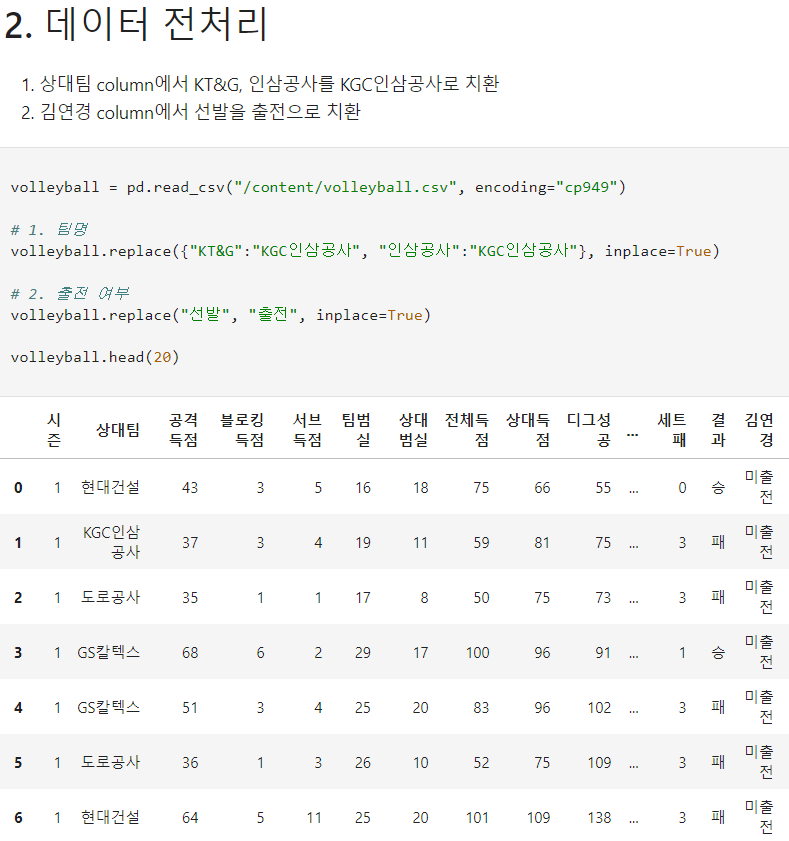 2. 데이터 전처리
1. 상대팀 column에서 KT&G, 인삼공사를 KGC인삼공사로 치환
2. 김연경 column에서 선발을 출전으로 치환
volleyball = pd.read_csv("/content/volleyball.csv", encoding="cp949")
# 1. 팀명
volleyball.replace({"KT&G":"KGC인삼공사", "인삼공사":"KGC인삼공사"}, inplace=True)
# 2. 출전 여부
volleyball.replace("선발", "출전", inplace=True)
volleyball.head(20)
시즌 상대팀 공격득점 블로킹득점 서브득점 팀범실 상대범실 전체득점 상대득점 디그성공 ... 세트패 결과 김연경
0 1 현대건설 43 3 5 16 18 75 66 55 ... 0 승 미출전
1 1 KGC인삼공사 37 3 4 19 11 59 81 75 ... 3 패 미출전
2 1 도로공사 35 1 1 17 8 50 75 73 ... 3 패 미출전
3 1 GS칼텍스 68 6 2 29 17 100 96 91 ... 1 승 미출전
4 1 GS칼텍스 51 3 4 25 20 83 96 102 ... 3 패 미출전
5 1 도로공사 36 1 3 26 10 52 75 109 ... 3 패 미출전
6 1 현대건설 64 5 11 25 20 101 109 138 ... 3 패 미출전